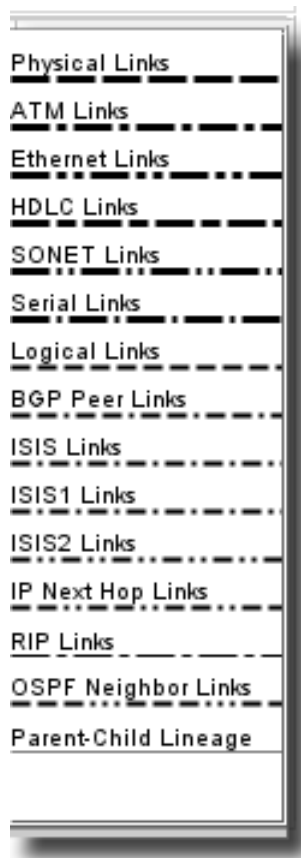 Physical Links
ATM Links
Ethernet Links
HDLC Links
SONET Links
Serial Links
Logical Links
BGP Peer Links
ISIS Links
ISIS1 Links
ISIS2 Links
IP Next Hop Links
RIP Links
OSPF Neighbor Links
Parent-Child Lineage